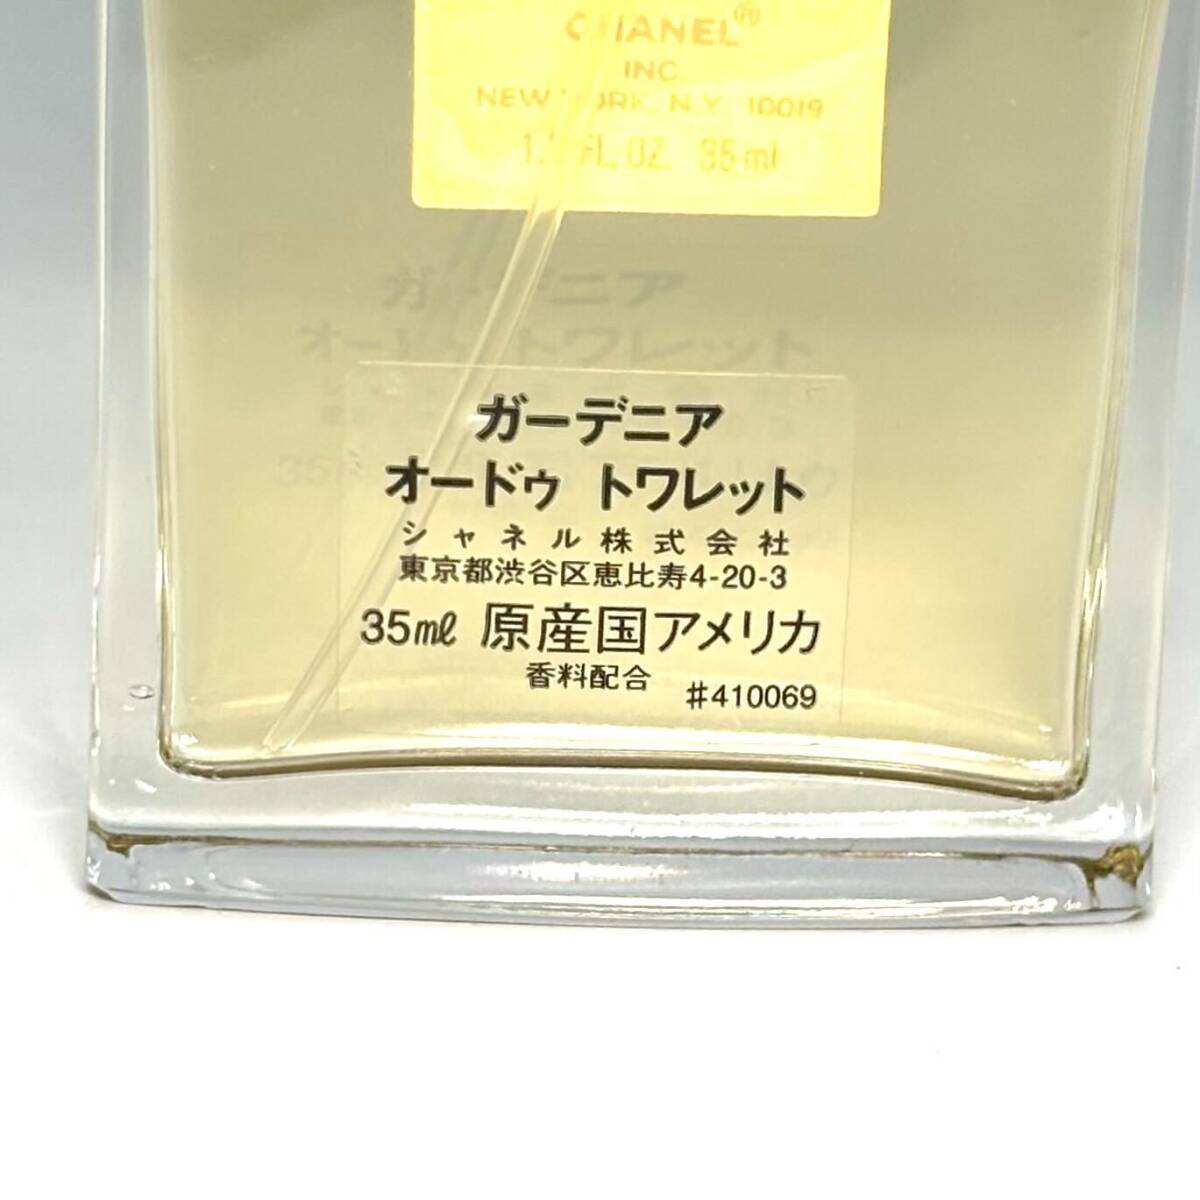 CHANEL®
INC
NEW YORK, N.Y. 10019
FL. OZ. 35 ml
ガーデニア
オードゥ トワレット
シャネル株式会社
東京都渋谷区恵比寿4-20-3
35㎖ 原産国アメリカ
香料配合 #410069